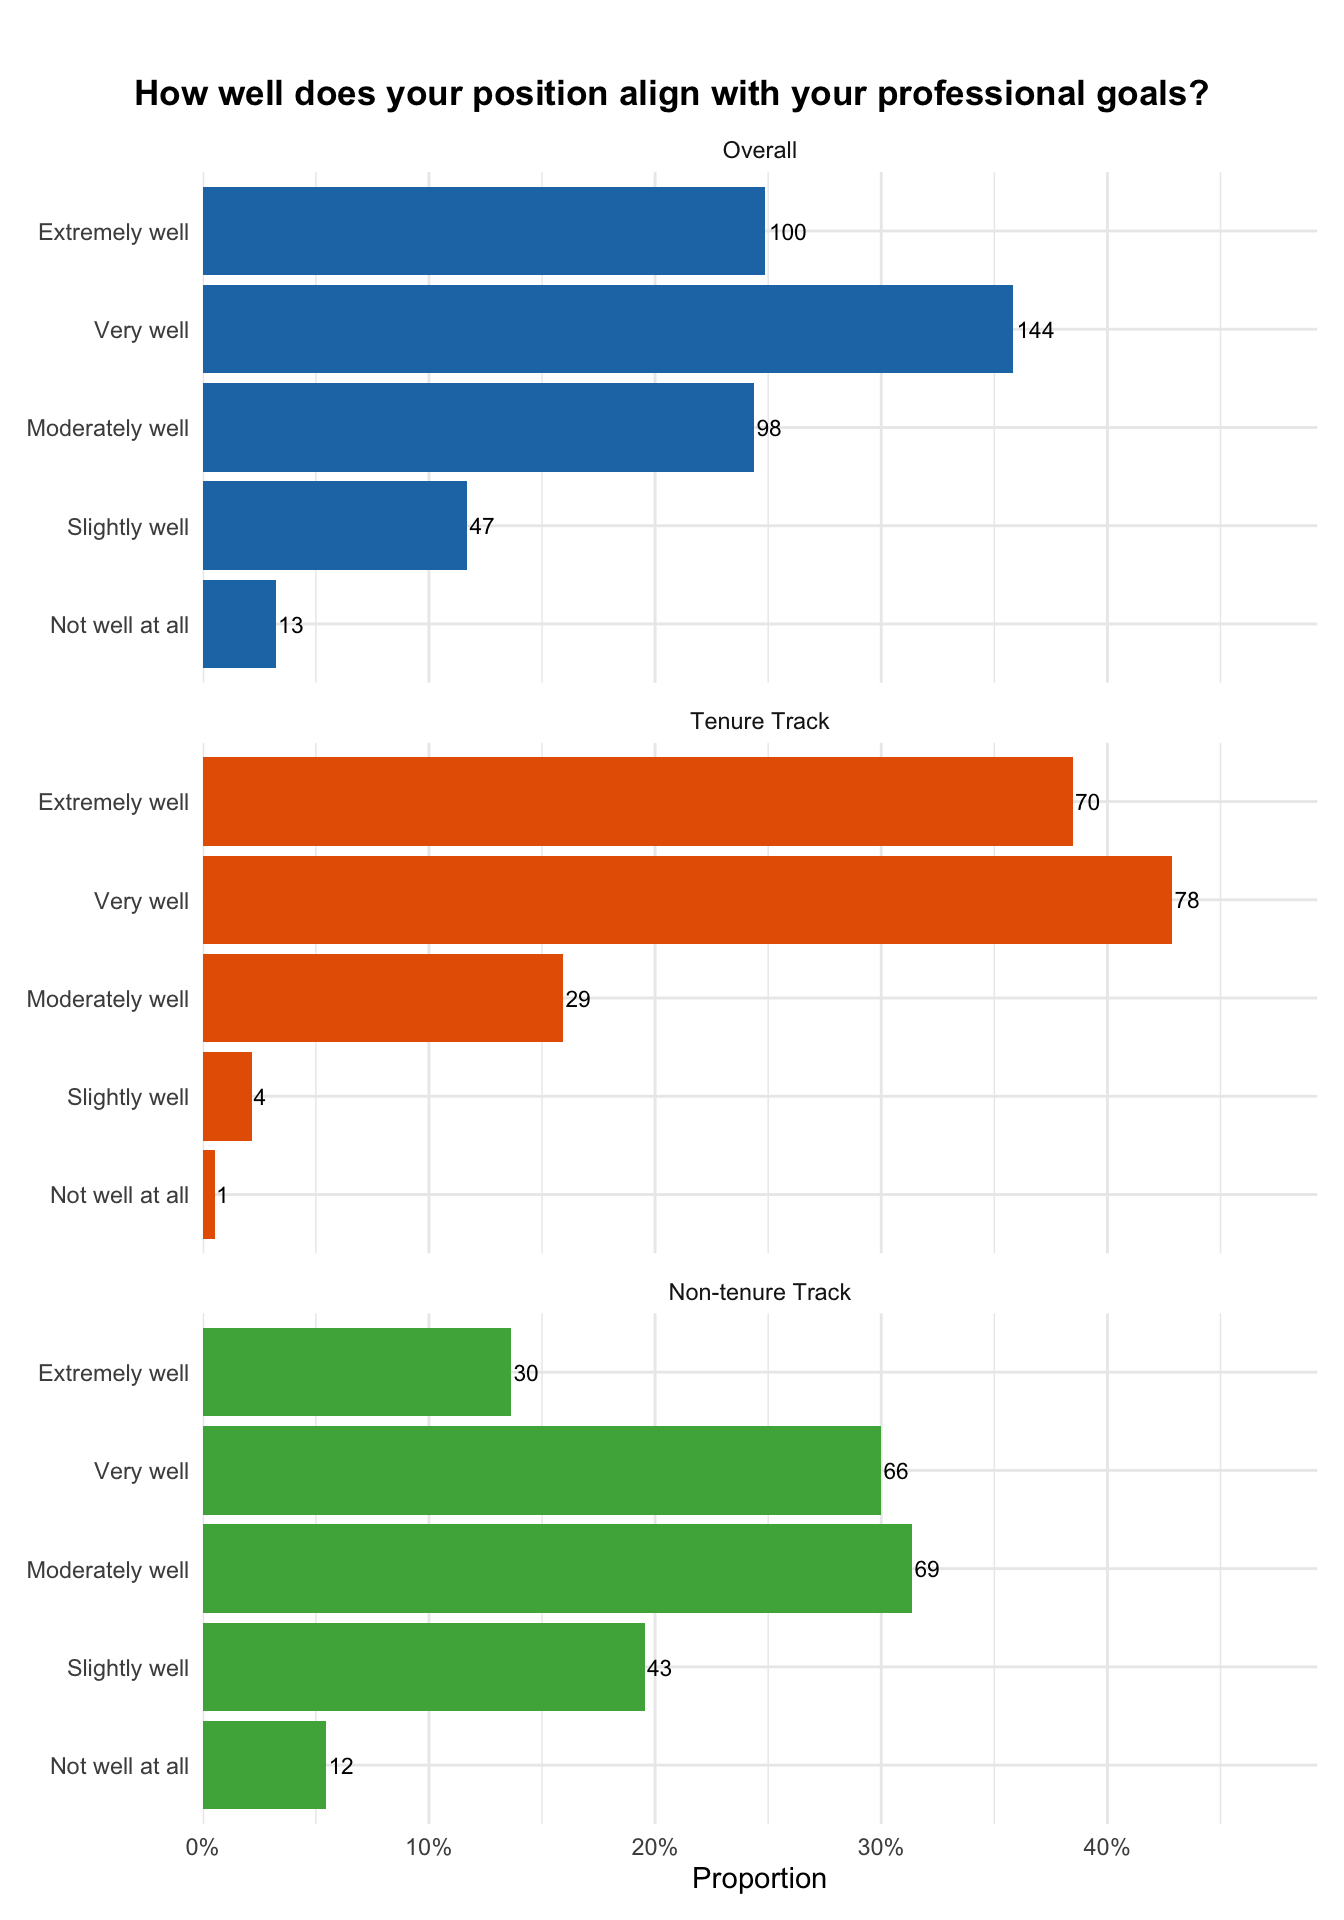 How well does your position align with your professional goals?
Overall
Extremely well 100
Very well 144
Moderately well 98
Slightly well 47
Not well at all 13
Tenure Track
Extremely well 70
Very well 78
Moderately well 29
Slightly well 4
Not well at all 1
Non-tenure Track
Extremely well 30
Very well 66
Moderately well 69
Slightly well 43
Not well at all 12
0% 10% 20% 30% 40%
Proportion